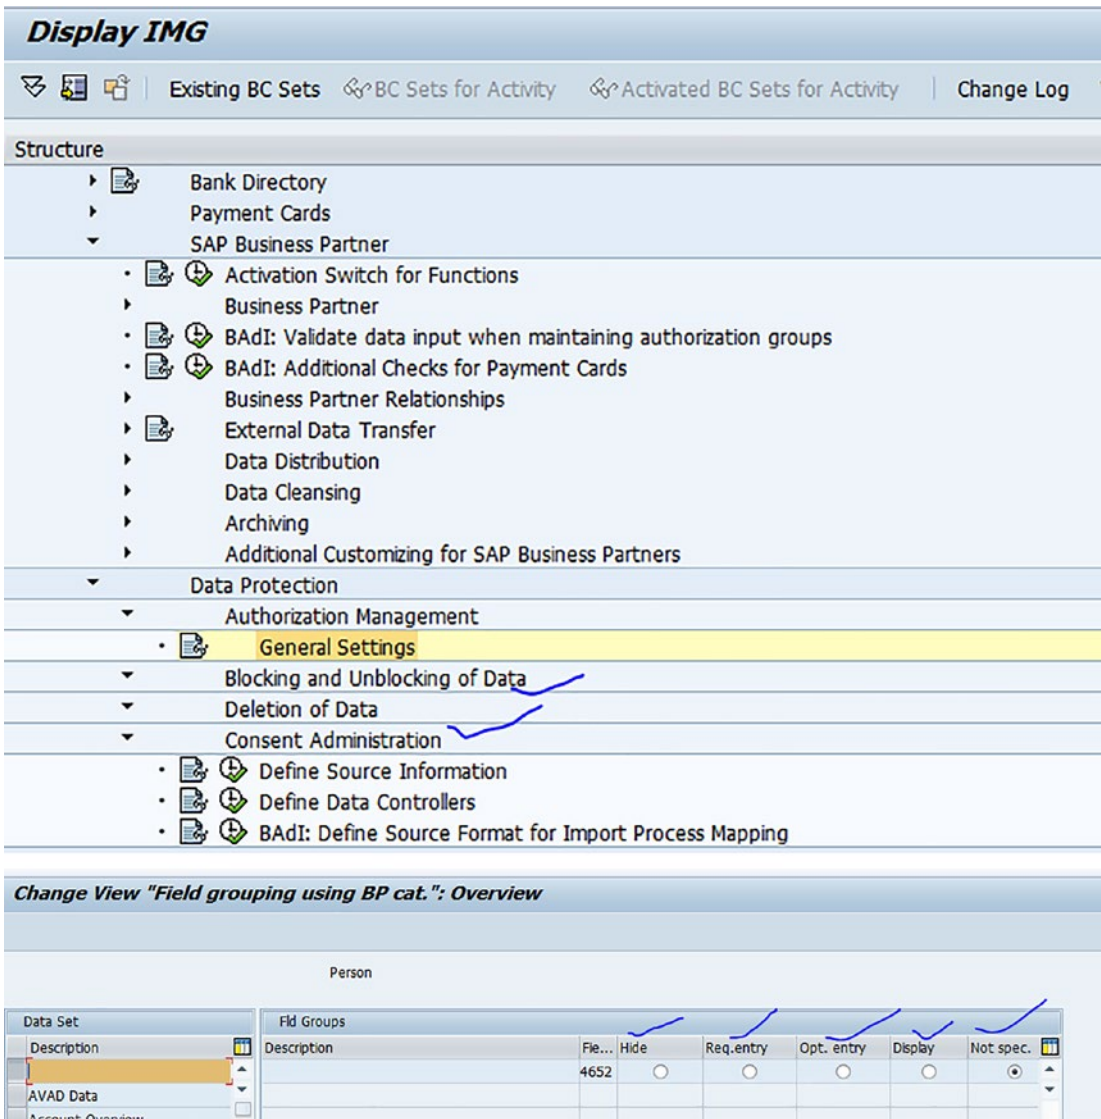 Display IMG
Existing BC Sets BC Sets for Activity Activated BC Sets for Activity Change Log
Structure
Bank Directory
Payment Cards
SAP Business Partner
Activation Switch for Functions
Business Partner
BAdI: Validate data input when maintaining authorization groups
BAdI: Additional Checks for Payment Cards
Business Partner Relationships
External Data Transfer
Data Distribution
Data Cleansing
Archiving
Additional Customizing for SAP Business Partners
Data Protection
Authorization Management
General Settings
Blocking and Unblocking of Data
Deletion of Data
Consent Administration
Define Source Information
Define Data Controllers
BAdI: Define Source Format for Import Process Mapping
Change View "Field grouping using BP cat.": Overview
Person
Data Set Fld Groups
Description Description Fie... Hide Req.entry Opt. entry Display Not spec.
4652
AVAD Data
Account Overview